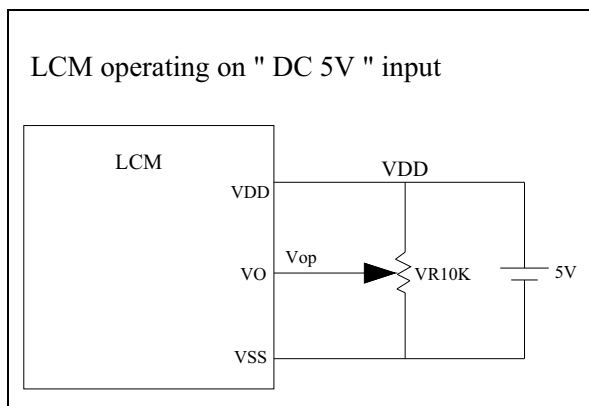 LCM operating on " DC 5V " input
LCM
VDD
VDD
Vop
VO
VR10K
5V
VSS